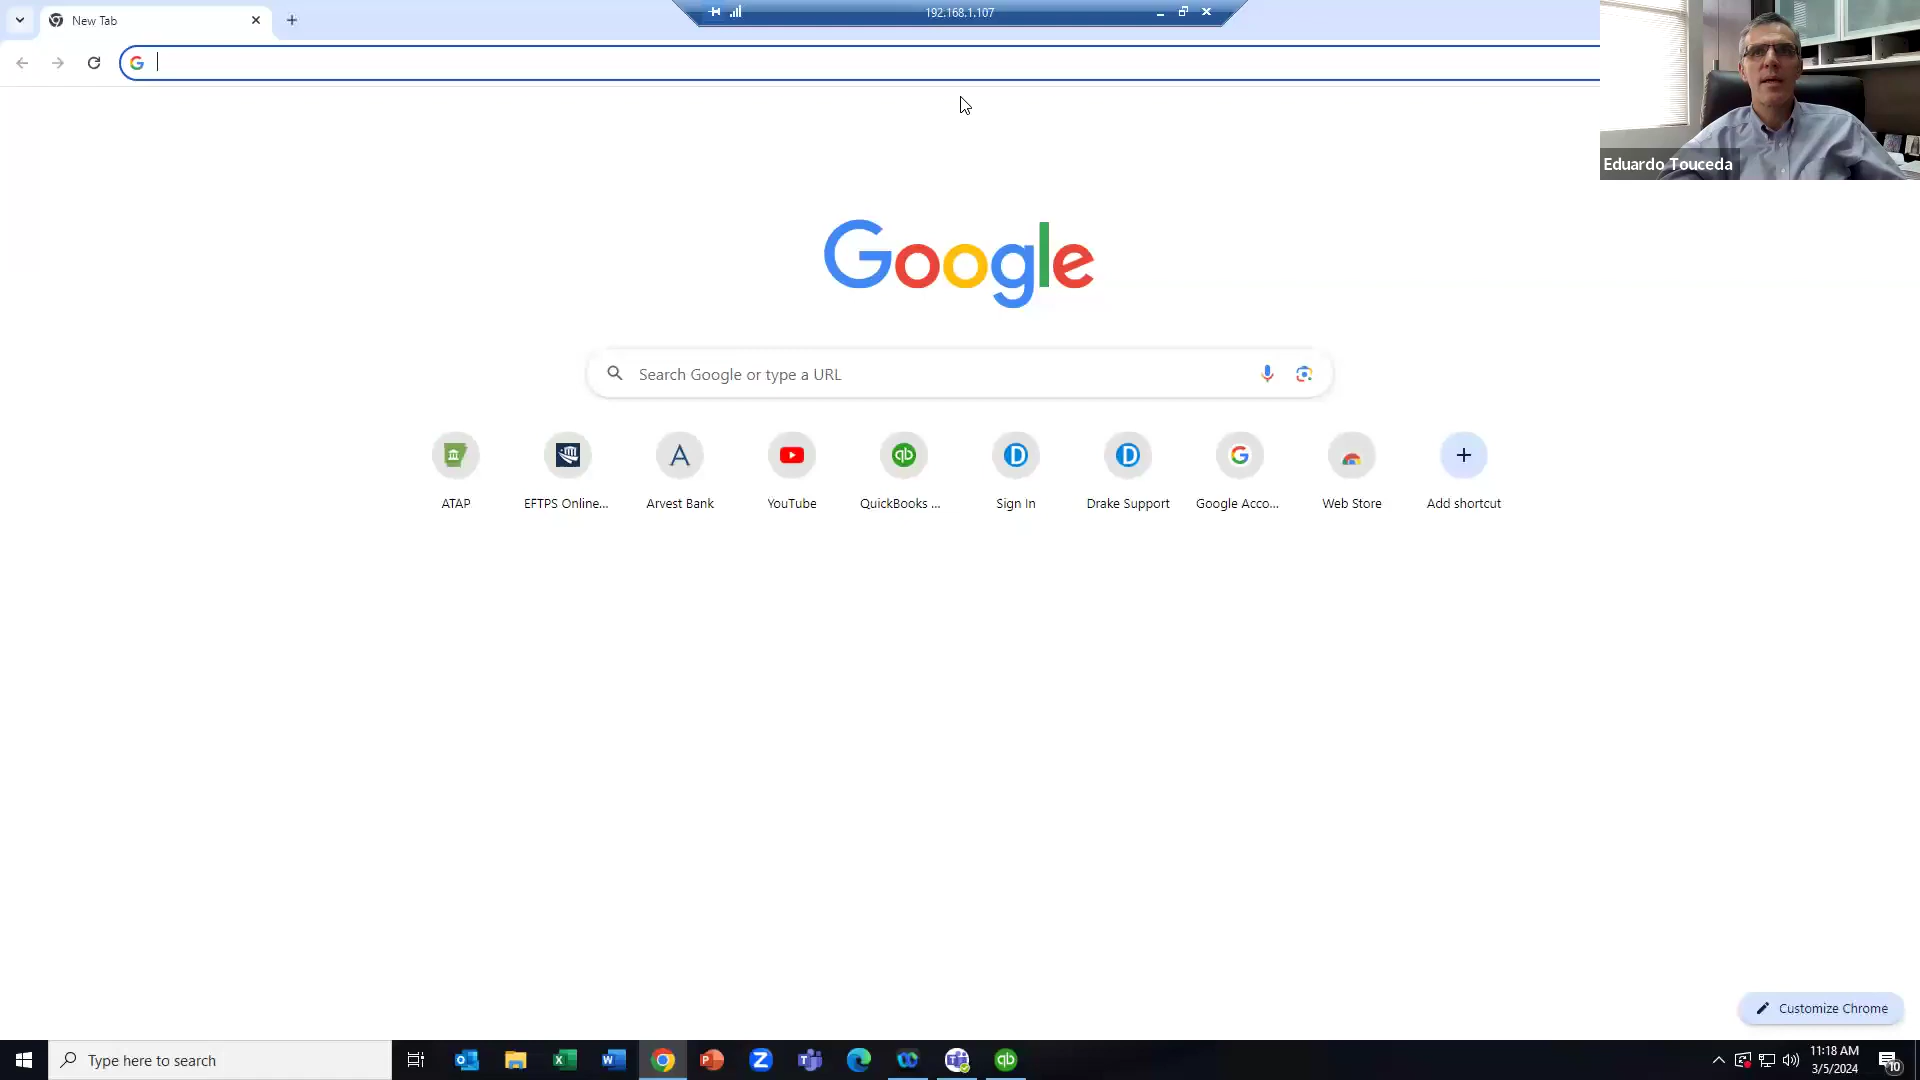 New Tab
192.168.1.107
Eduardo Touceda
Google
Search Google or type a URL
ATAP
EFTPS Online...
Arvest Bank
YouTube
QuickBooks ...
Sign In
Drake Support
Google Acco...
Web Store
Add shortcut
Customize Chrome
Type here to search
11:18 AM
3/5/2024
10